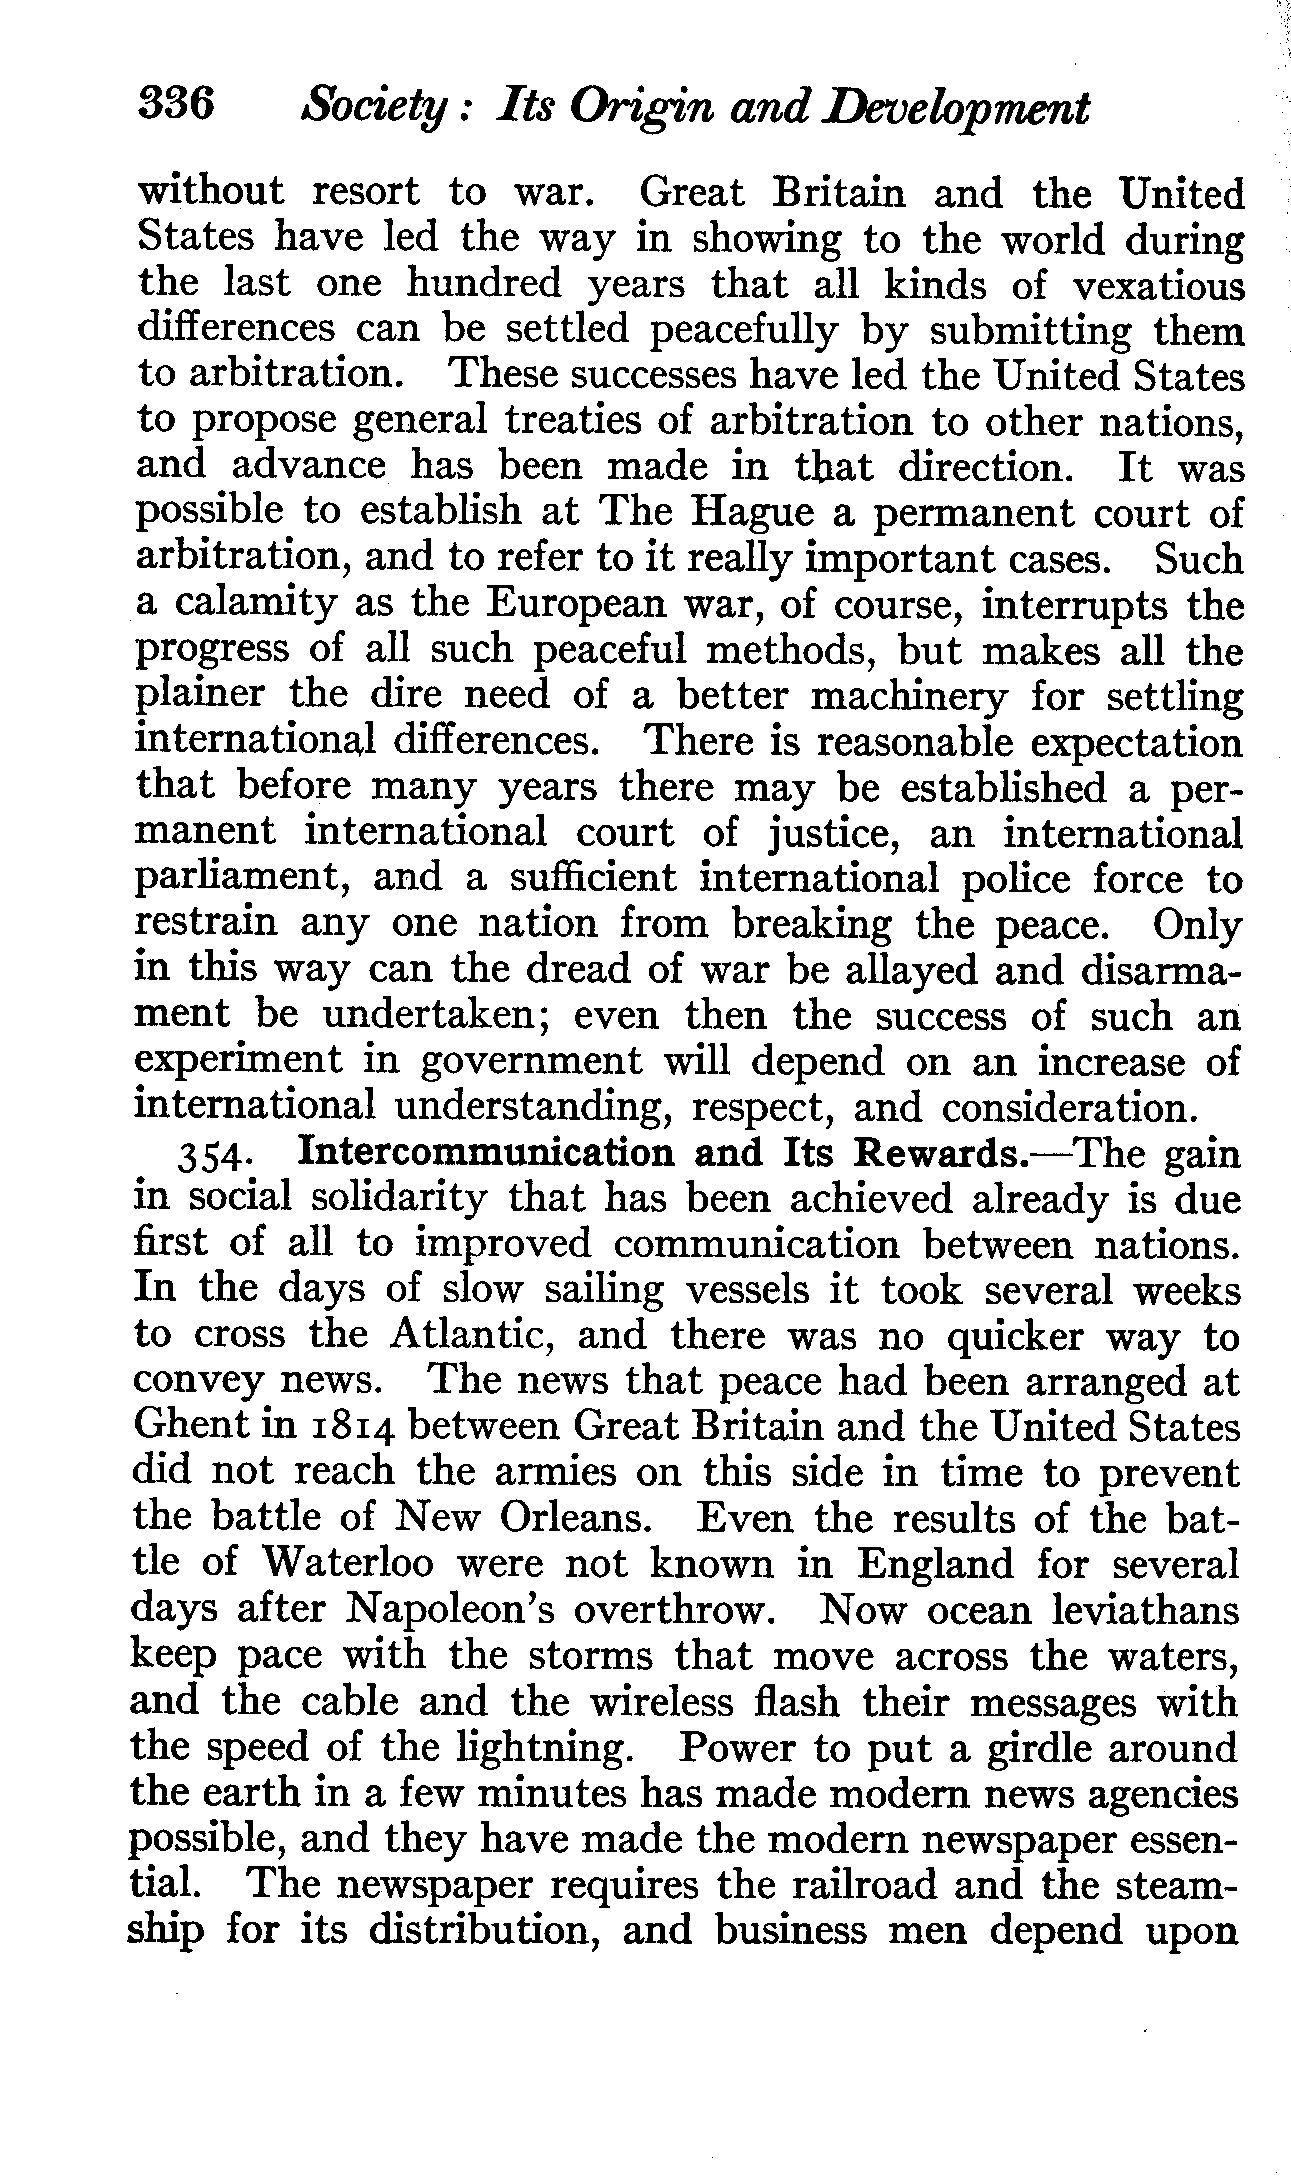 336 Society : Its Origin and Development
without resort to war. Great Britain and the United
States have led the way in showing to the world during
the last one hundred years that all kinds of vexatious
differences can be settled peacefully by submitting them
to arbitration. These successes have led the United States
to propose general treaties of arbitration to other nations,
and advance has been made in that direction. It was
possible to establish at The Hague a permanent court of
arbitration, and to refer to it really important cases. Such
a calamity as the European war, of course, interrupts the
progress of all such peaceful methods, but makes all the
plainer the dire need of a better machinery for settling
international differences. There is reasonable expectation
that before many years there may be established a per-
manent international court of justice, an international
parliament, and a sufficient international police force to
restrain any one nation from breaking the peace. Only
in this way can the dread of war be allayed and disarma-
ment be undertaken; even then the success of such an
experiment in government will depend on an increase of
international understanding, respect, and consideration.
354. Intercommunication and Its Rewards.—The gain
in social solidarity that has been achieved already is due
first of all to improved communication between nations.
In the days of slow sailing vessels it took several weeks
to cross the Atlantic, and there was no quicker way to
convey news. The news that peace had been arranged at
Ghent in 1814 between Great Britain and the United States
did not reach the armies on this side in time to prevent
the battle of New Orleans. Even the results of the bat-
tle of Waterloo were not known in England for several
days after Napoleon's overthrow. Now ocean leviathans
keep pace with the storms that move across the waters,
and the cable and the wireless flash their messages with
the speed of the lightning. Power to put a girdle around
the earth in a few minutes has made modern news agencies
possible, and they have made the modern newspaper essen-
tial. The newspaper requires the railroad and the steam-
ship for its distribution, and business men depend upon